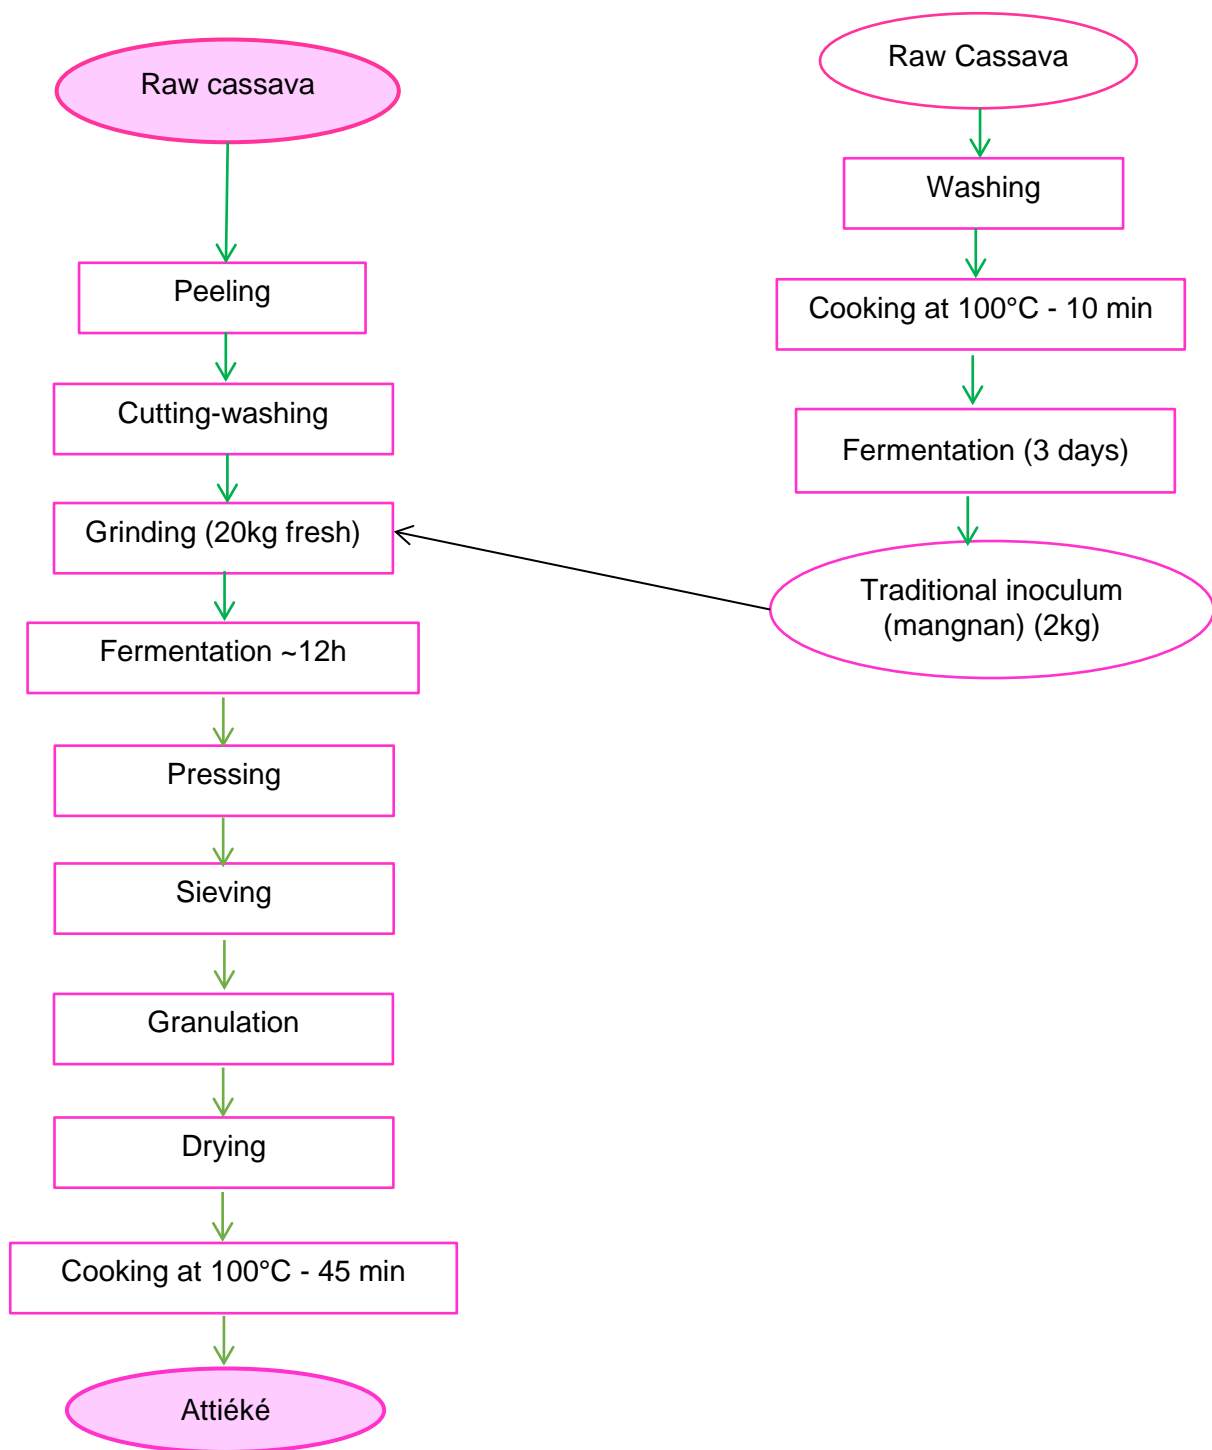 Raw cassava
Peeling
Cutting-washing
Grinding (20kg fresh)
Fermentation ~12h
Pressing
Sieving
Granulation
Drying
Cooking at 100°C - 45 min
Attiéké
Raw Cassava
Washing
Cooking at 100°C - 10 min
Fermentation (3 days)
Traditional inoculum
(mangnan) (2kg)